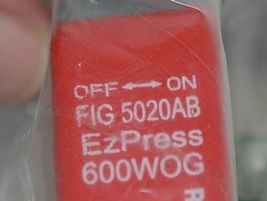 OFF ↔ ON
FIG 5020AB
EzPress
600WOG